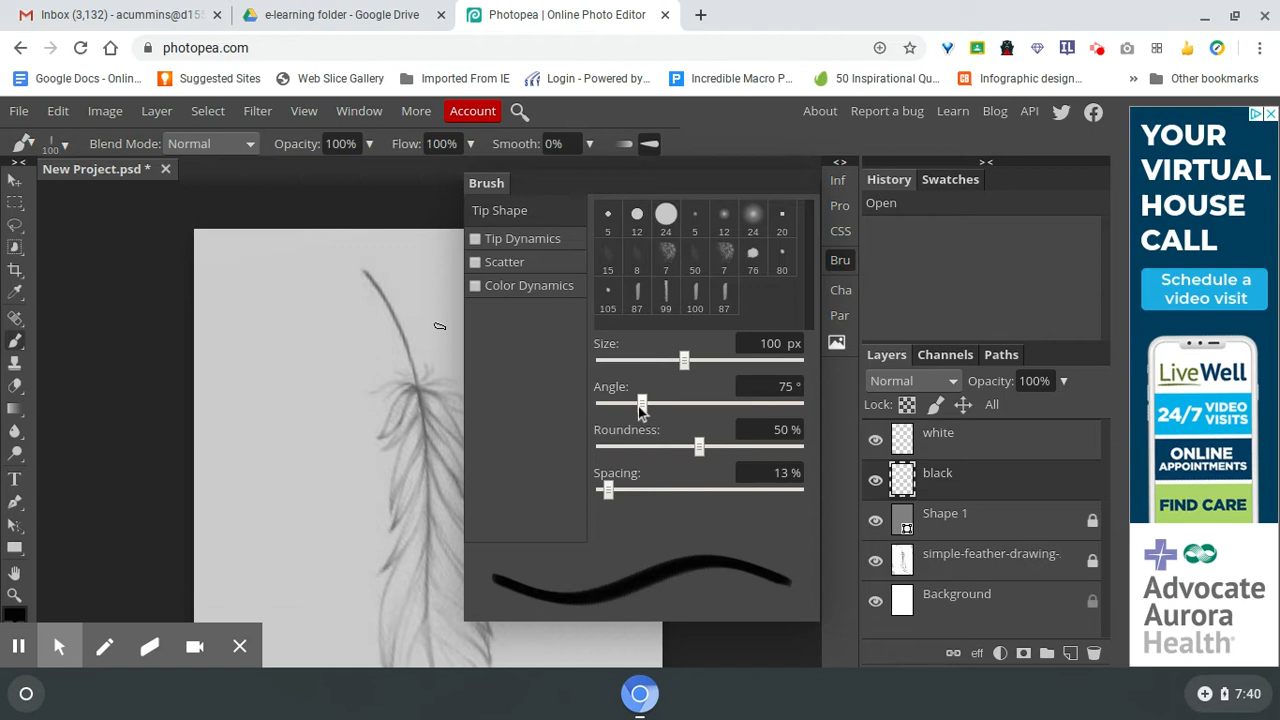 Inbox (3,132) - acummins@d155
e-learning folder - Google Drive
Photopea | Online Photo Editor
photopea.com
Google Docs - Onlin...
Suggested Sites
Web Slice Gallery
Imported From IE
Login - Powered by...
Incredible Macro P...
50 Inspirational Qu...
Infographic design...
»
Other bookmarks
File Edit Image Layer Select Filter View Window More Account
About Report a bug Learn Blog API
100 Blend Mode: Normal Opacity: 100% Flow: 100% Smooth: 0%
New Project.psd *
Brush
Tip Shape
Tip Dynamics
Scatter
Color Dynamics
5 12 24 5 12 24 20
15 8 7 50 7 76 80
105 87 99 100 87
Size: 100 px
Angle: 75 °
Roundness: 50 %
Spacing: 13 %
Inf
Pro
CSS
Bru
Cha
Par
History Swatches
Open
Layers Channels Paths
Normal Opacity: 100%
Lock: All
white
black
Shape 1
simple-feather-drawing-
Background
eff
YOUR
VIRTUAL
HOUSE
CALL
Schedule a
video visit
LiveWell
24/7 VIDEO
VISITS
ONLINE
APPOINTMENTS
FIND CARE
Advocate
Aurora
Health®
7:40